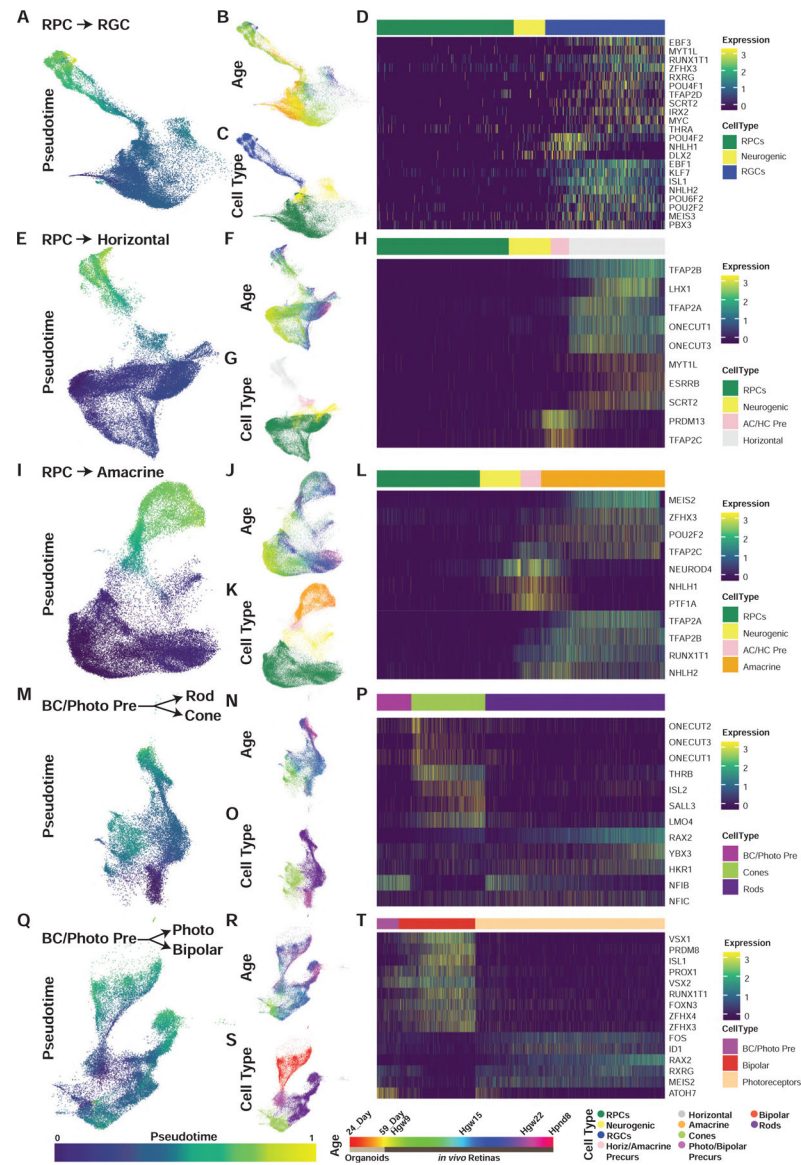 A RPC → RGC
Pseudotime
B
Age
C
Cell Type
D
EBF3
MYT1L
RUNX1T1
ZFHX3
RXRG
POU4F1
TFAP2D
SCRT2
IRX2
MYC
THRA
POU4F2
NHLH1
DLX2
EBF1
KLF7
ISL1
NHLH2
POU6F2
POU2F2
MEIS3
PBX3
Expression
3
2
1
0
CellType
RPCs
Neurogenic
RGCs
E RPC → Horizontal
Pseudotime
F
Age
G
Cell Type
H
TFAP2B
LHX1
TFAP2A
ONECUT1
ONECUT3
MYT1L
ESRRB
SCRT2
PRDM13
TFAP2C
Expression
3
2
1
0
CellType
RPCs
Neurogenic
AC/HC Pre
Horizontal
I RPC → Amacrine
Pseudotime
J
Age
K
Cell Type
L
MEIS2
ZFHX3
POU2F2
TFAP2C
NEUROD4
NHLH1
PTF1A
TFAP2A
TFAP2B
RUNX1T1
NHLH2
Expression
3
2
1
0
CellType
RPCs
Neurogenic
AC/HC Pre
Amacrine
M
BC/Photo Pre → Rod
Cone
Pseudotime
N
Age
O
Cell Type
P
ONECUT2
ONECUT3
ONECUT1
THRB
ISL2
SALL3
LMO4
RAX2
YBX3
HKR1
NFIB
NFIC
Expression
3
2
1
0
CellType
BC/Photo Pre
Cones
Rods
Q
BC/Photo Pre → Photo
Bipolar
Pseudotime
R
Age
S
Cell Type
T
VSX1
PRDM8
ISL1
PROX1
VSX2
RUNX1T1
FOXN3
ZFHX4
ZFHX3
FOS
ID1
RAX2
RXRG
MEIS2
ATOH7
Expression
3
2
1
0
CellType
BC/Photo Pre
Bipolar
Photoreceptors
Pseudotime
0 1
Age
24_Day
59_Day
Hgw9
Hgw15
Hgw22
Hpnd8
Organoids in vivo Retinas
Cell Type
RPCs
Neurogenic
RGCs
Horiz/Amacrine
Precurs
Horizontal
Amacrine
Cones
Photo/Bipolar
Precurs
Bipolar
Rods